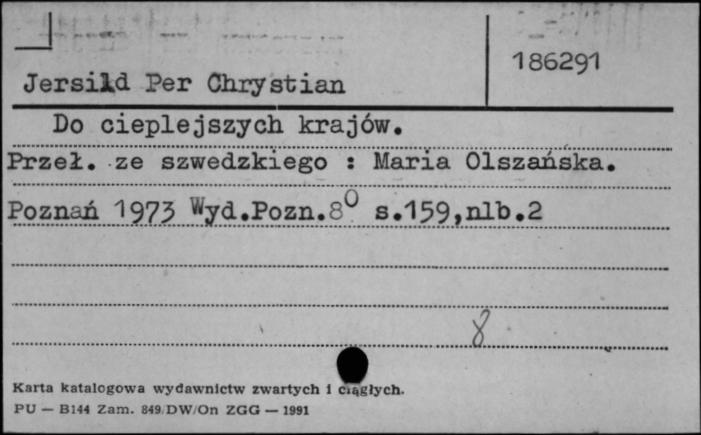 186291
Jersild Per Chrystian
Do cieplejszych krajów.
Przeł. ze szwedzkiego : Maria Olszańska.
Poznań 1973 Wyd.Pozn.8⁰ s.159,nlb.2
8
Karta katalogowa wydawnictw zwartych i ciągłych.
PU — B144 Zam. 849/DW/On ZGG — 1991